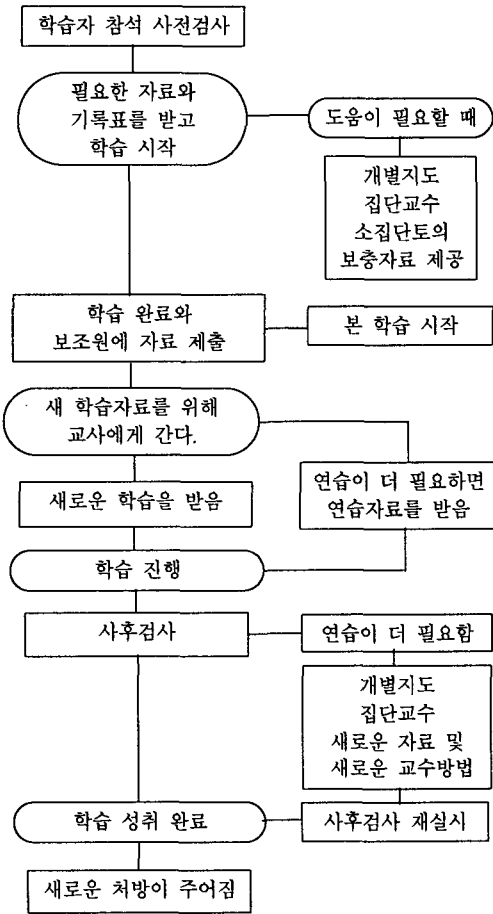 학습자 참석 사전검사
필요한 자료와
기록표를 받고
학습 시작
도움이 필요할 때
개별지도
집단교수
소집단토의
보충자료 제공
학습 완료와
보조원에 자료 제출
본 학습 시작
새 학습자료를 위해
교사에게 간다.
새로운 학습을 받음
연습이 더 필요하면
연습자료를 받음
학습 진행
사후검사
연습이 더 필요함
개별지도
집단교수
새로운 자료 및
새로운 교수방법
학습 성취 완료
사후검사 재실시
새로운 처방이 주어짐